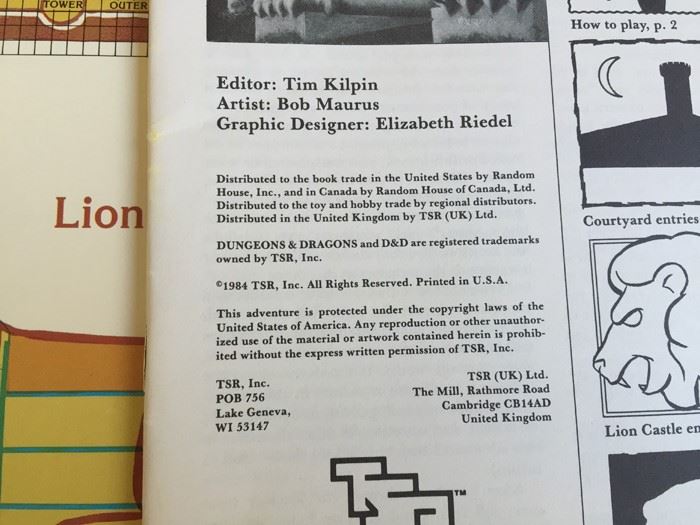 TOWER
OUTER
Lion
Editor: Tim Kilpin
Artist: Bob Maurus
Graphic Designer: Elizabeth Riedel
Distributed to the book trade in the United States by Random
House, Inc., and in Canada by Random House of Canada, Ltd.
Distributed to the toy and hobby trade by regional distributors.
Distributed in the United Kingdom by TSR (UK) Ltd.
DUNGEONS & DRAGONS and D&D are registered trademarks
owned by TSR, Inc.
©1984 TSR, Inc. All Rights Reserved. Printed in U.S.A.
This adventure is protected under the copyright laws of the
United States of America. Any reproduction or other unauthor-
ized use of the material or artwork contained herein is prohib-
ited without the express written permission of TSR, Inc.
TSR, Inc.
POB 756
Lake Geneva,
WI 53147
TSR (UK) Ltd.
The Mill, Rathmore Road
Cambridge CB14AD
United Kingdom
TM
How to play, p. 2
Courtyard entries
Lion Castle en